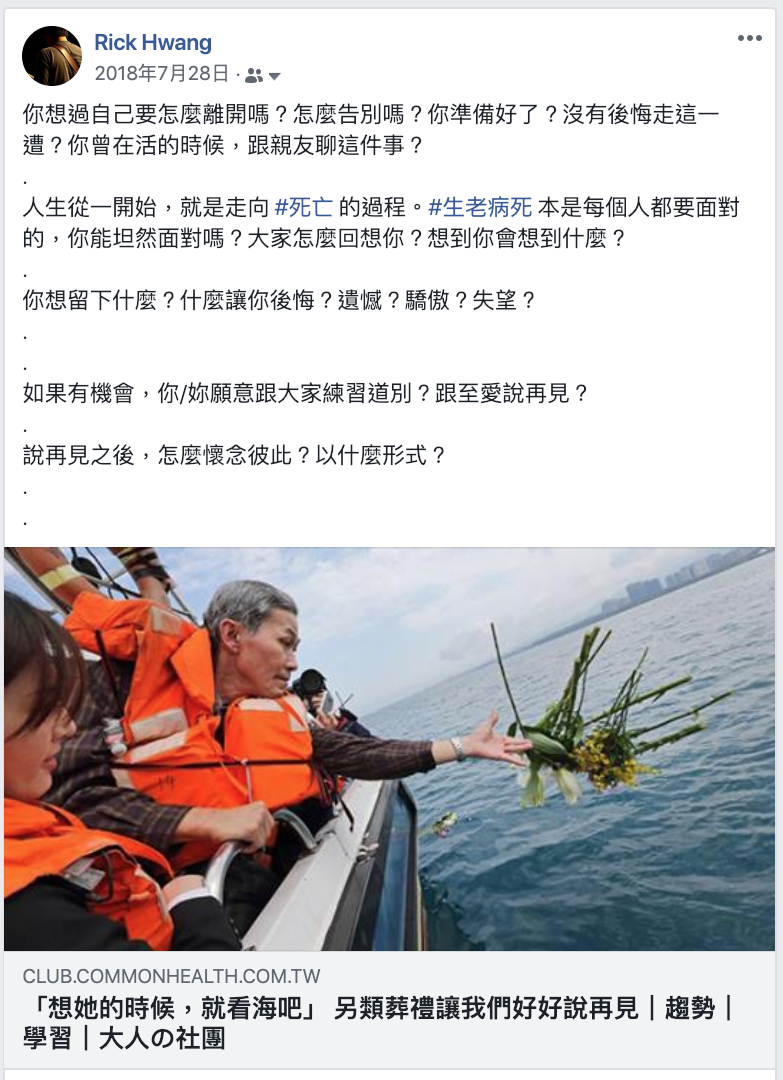 Rick Hwang
2018年7月28日 ·
你想過自己要怎麼離開嗎？怎麼告別嗎？你準備好了？沒有後悔走這一
遭？你曾在活的時候，跟親友聊這件事？
.
人生從一開始，就是走向 #死亡 的過程。#生老病死 本是每個人都要面對
的，你能坦然面對嗎？大家怎麼回想你？想到你會想到什麼？
.
你想留下什麼？什麼讓你後悔？遺憾？驕傲？失望？
.
.
如果有機會，你/妳願意跟大家練習道別？跟至愛說再見？
.
說再見之後，怎麼懷念彼此？以什麼形式？
.
.
CLUB.COMMONHEALTH.COM.TW
「想她的時候，就看海吧」 另類葬禮讓我們好好說再見｜趨勢｜
學習｜大人の社團